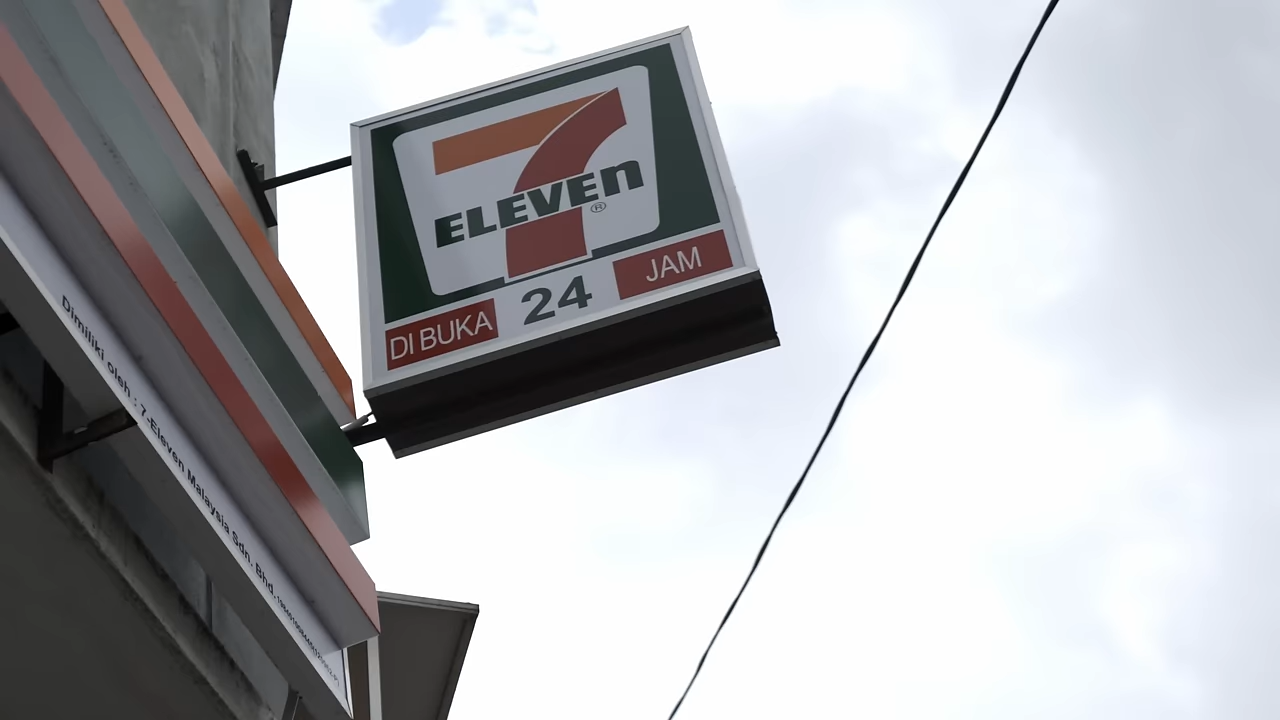 7
ELEVEn
®
DI BUKA 24 JAM
Dimiliki oleh : 7-Eleven Malaysia Sdn. Bhd.